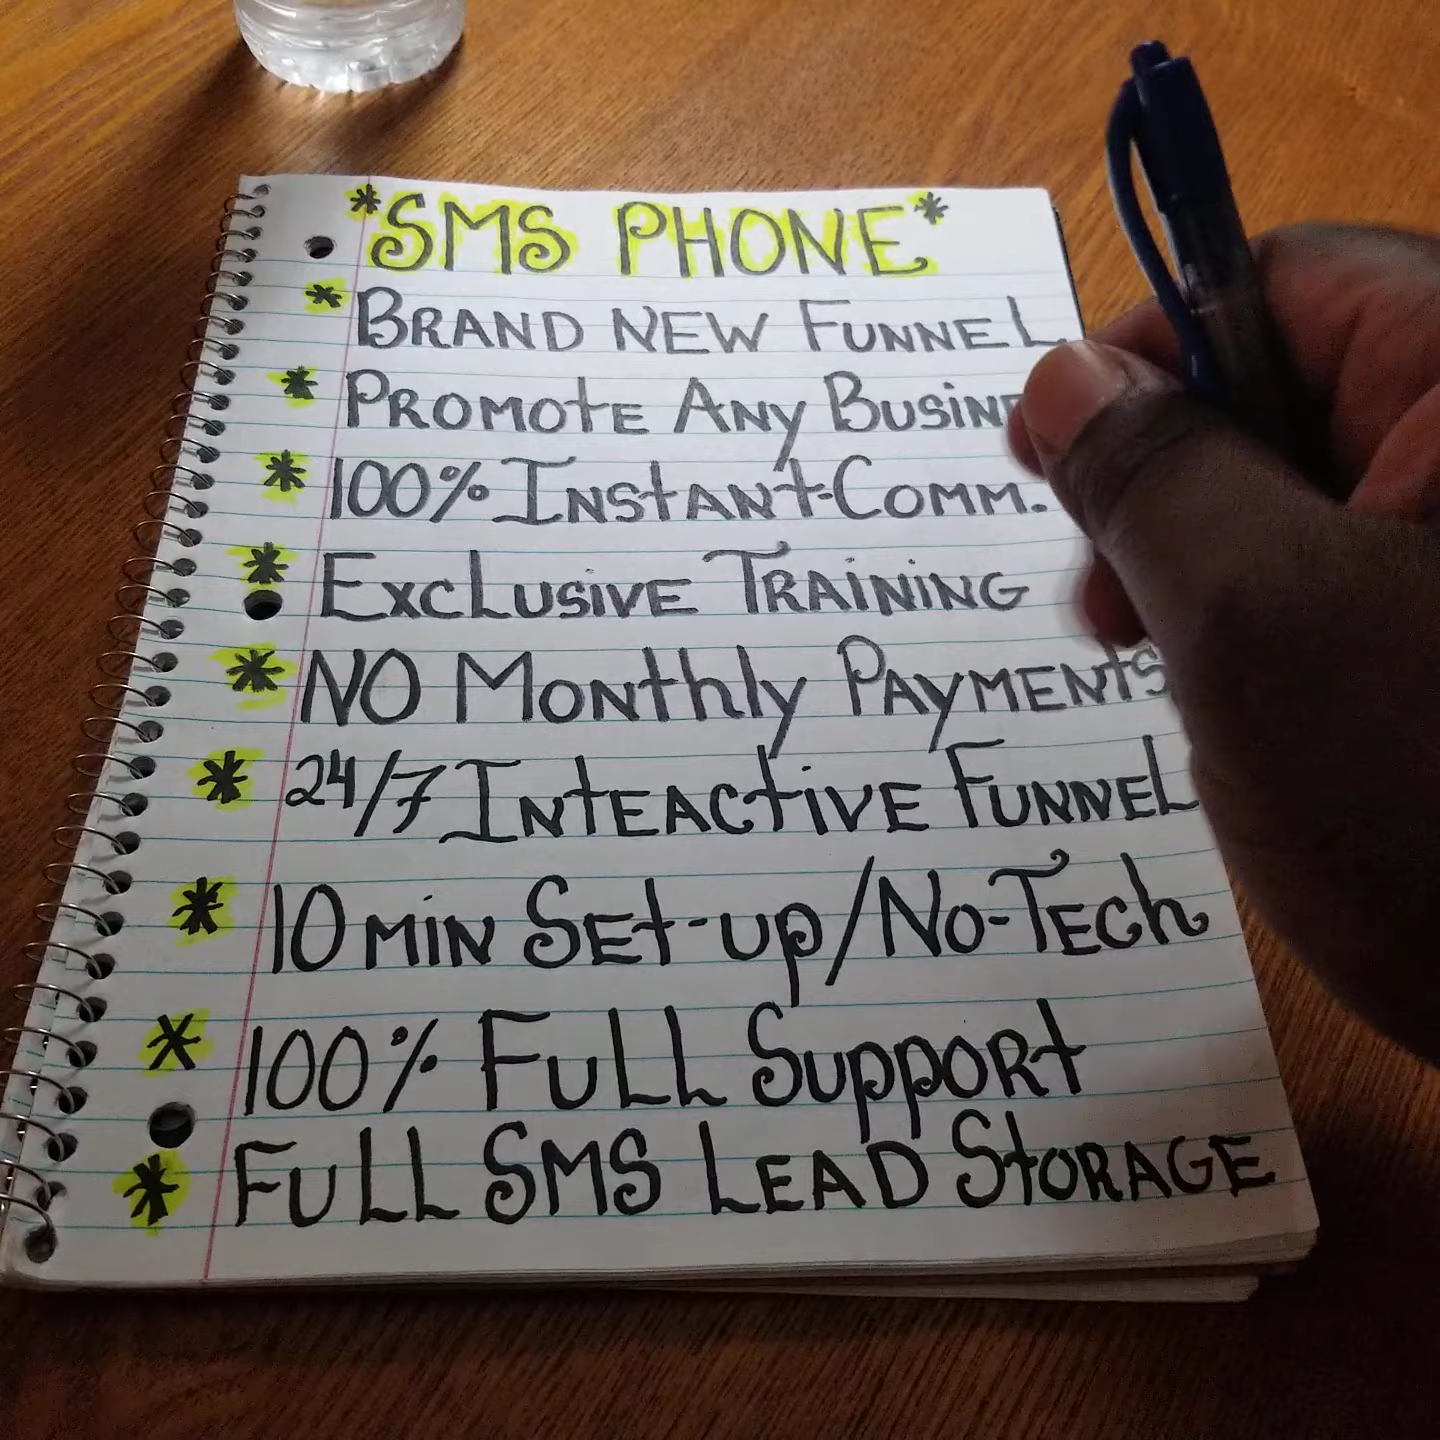 *SMS PHONE*
* BRAND NEW FUNNEL
* PROMOTE ANY BUSINE
* 100% INSTANT-COMM.
* EXCLUSIVE TRAINING
* NO MONTHLY PAYMENTS
* 24/7 INTEACTIVE FUNNEL
* 10 MIN SET-UP/NO-TECH
* 100% FULL SUPPORT
* FULL SMS LEAD STORAGE